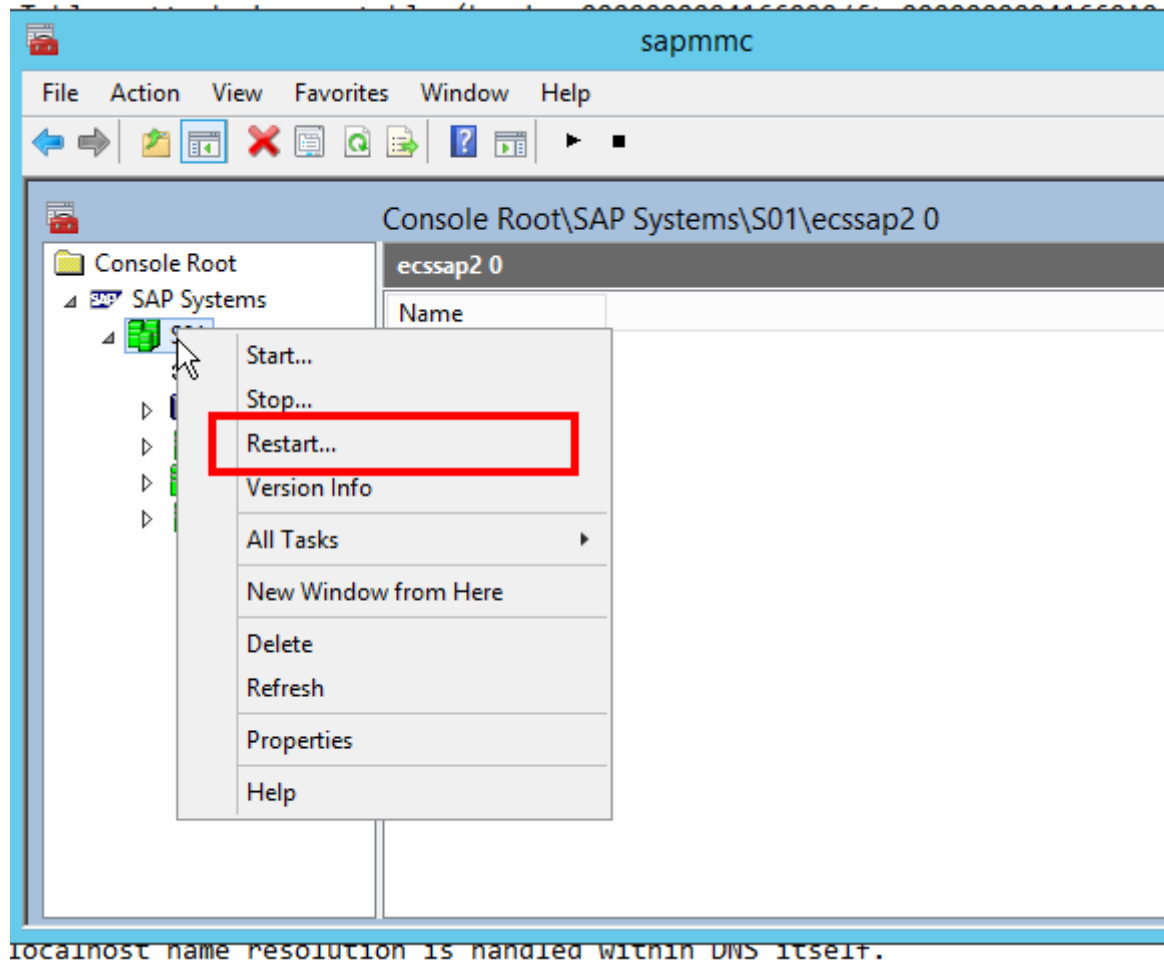 sapmmc
File Action View Favorites Window Help
Console Root\SAP Systems\S01\ecssap2 0
Console Root
ecssap2 0
SAP SAP Systems
Name
Start...
Stop...
Restart...
Version Info
All Tasks
New Window from Here
Delete
Refresh
Properties
Help
localhost name resolution is handled within DNS itself.